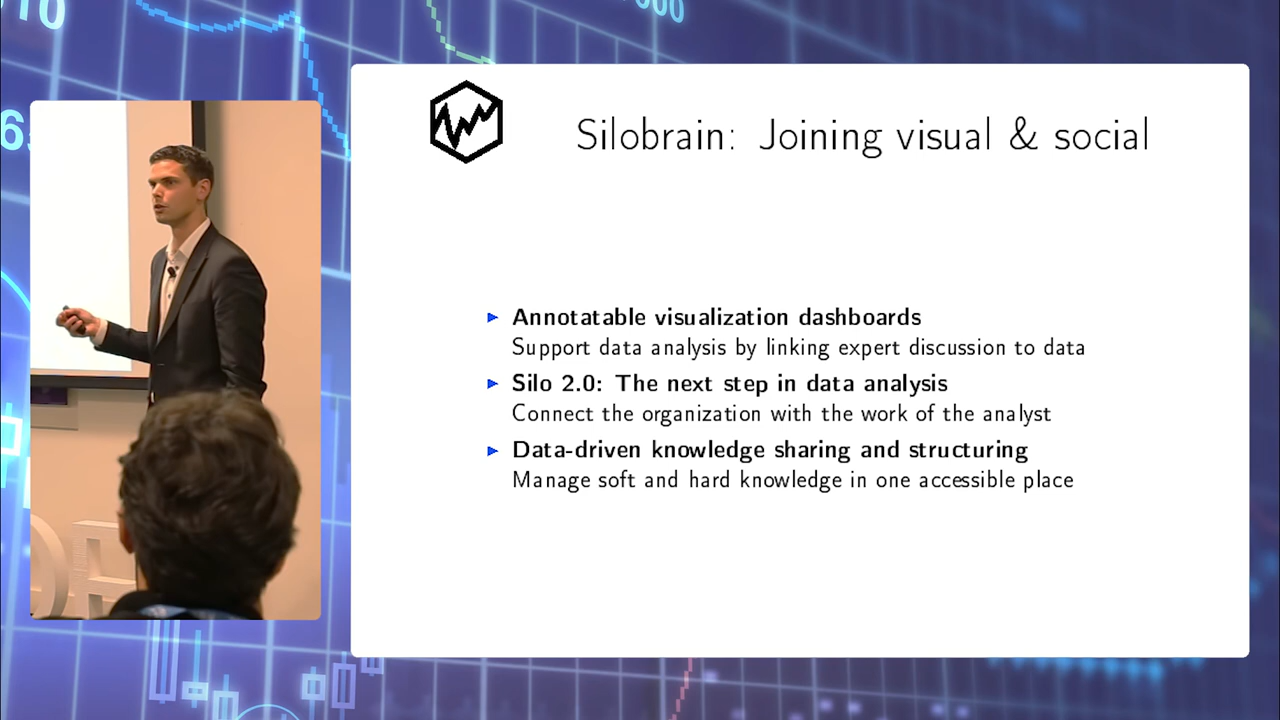 Silobrain: Joining visual & social
Annotatable visualization dashboards
Support data analysis by linking expert discussion to data
Silo 2.0: The next step in data analysis
Connect the organization with the work of the analyst
Data-driven knowledge sharing and structuring
Manage soft and hard knowledge in one accessible place